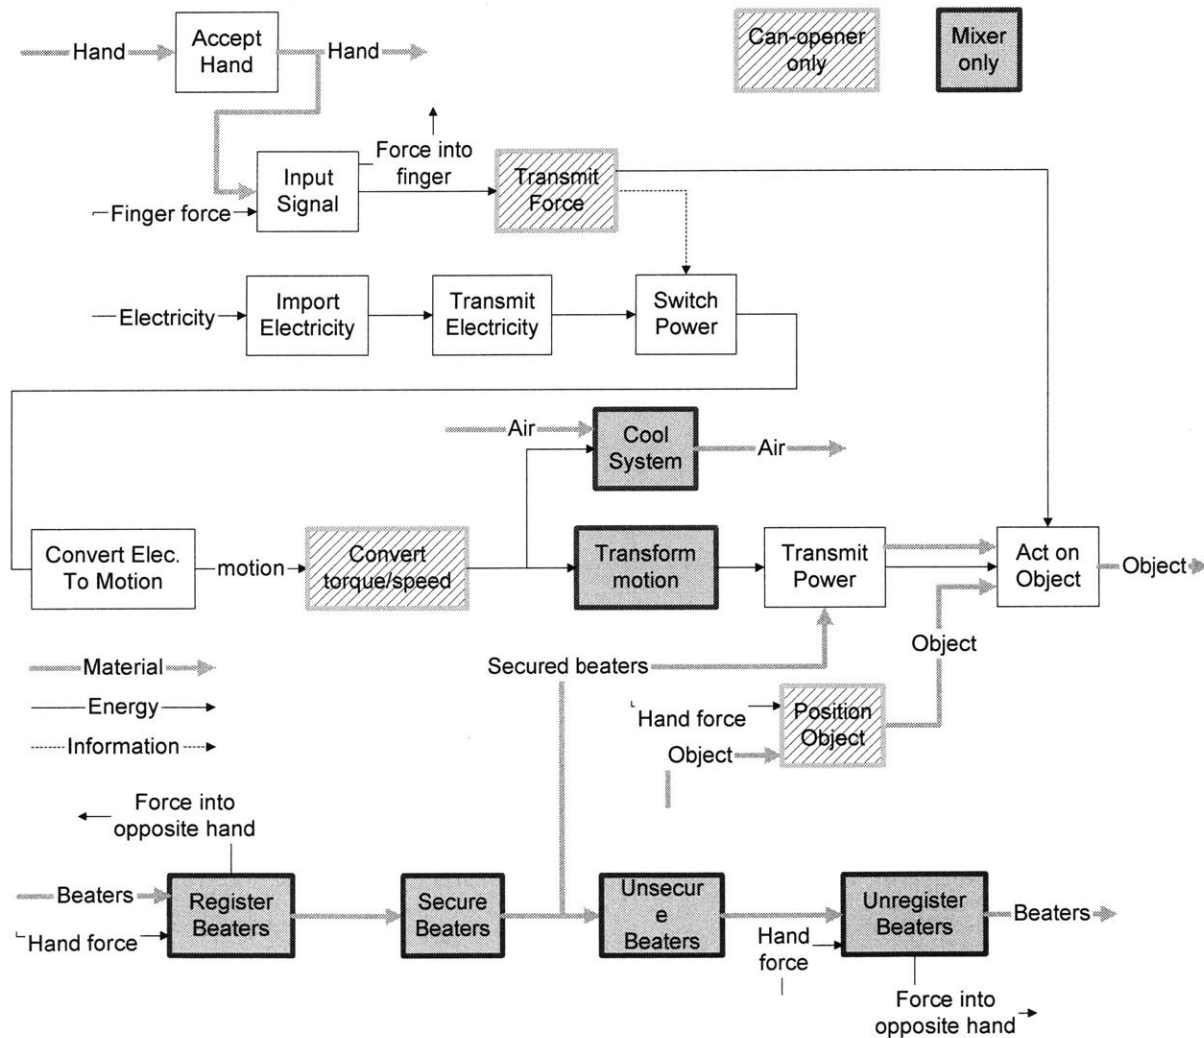 Hand
Accept
Hand
Hand
Can-opener
only
Mixer
only
Force into
finger
Input
Signal
Transmit
Force
Finger force
Electricity
Import
Electricity
Transmit
Electricity
Switch
Power
Air
Cool
System
Air
Convert Elec.
To Motion
motion
Convert
torque/speed
Transform
motion
Transmit
Power
Act on
Object
Object
Object
Material
Energy
Information
Secured beaters
Hand force
Object
Position
Object
Force into
opposite hand
Beaters
Hand force
Register
Beaters
Secure
Beaters
Unsecur
e
Beaters
Hand
force
Unregister
Beaters
Beaters
Force into
opposite hand